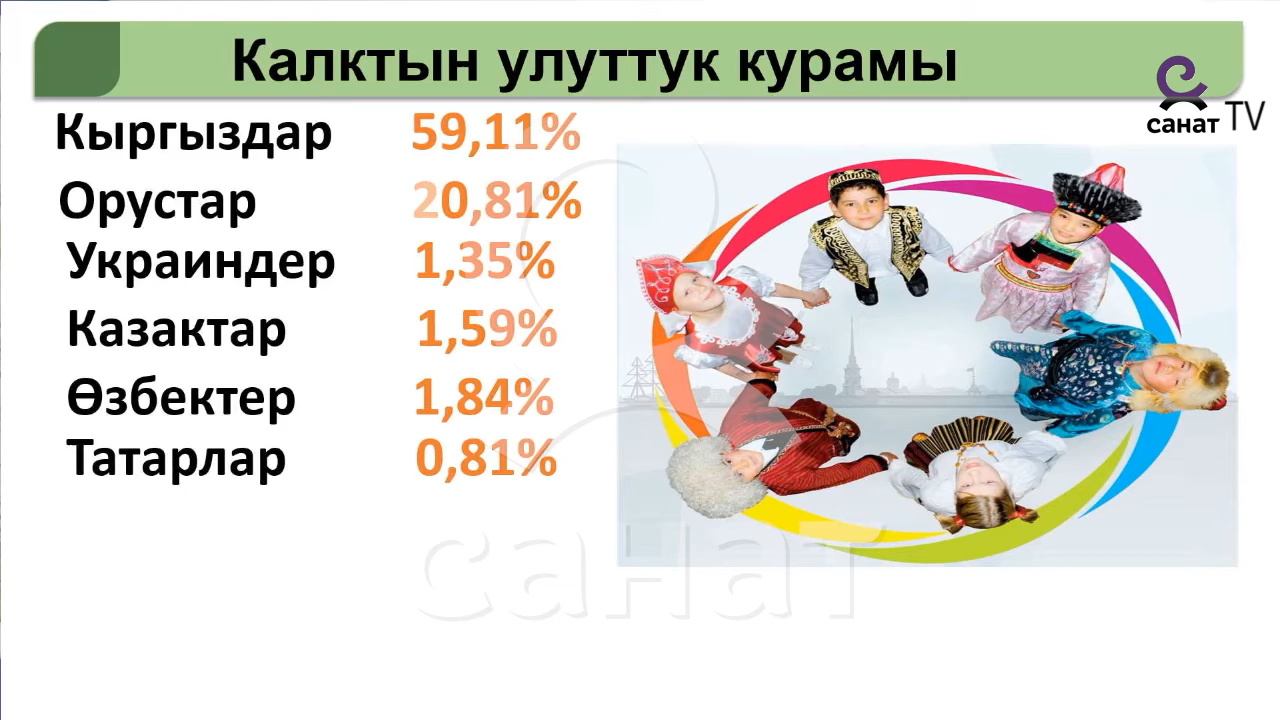 Калктын улуттук курамы
санат TV
Кыргыздар 59,11%
Орустар 20,81%
Украиндер 1,35%
Казактар 1,59%
Өзбектер 1,84%
Татарлар 0,81%
санат